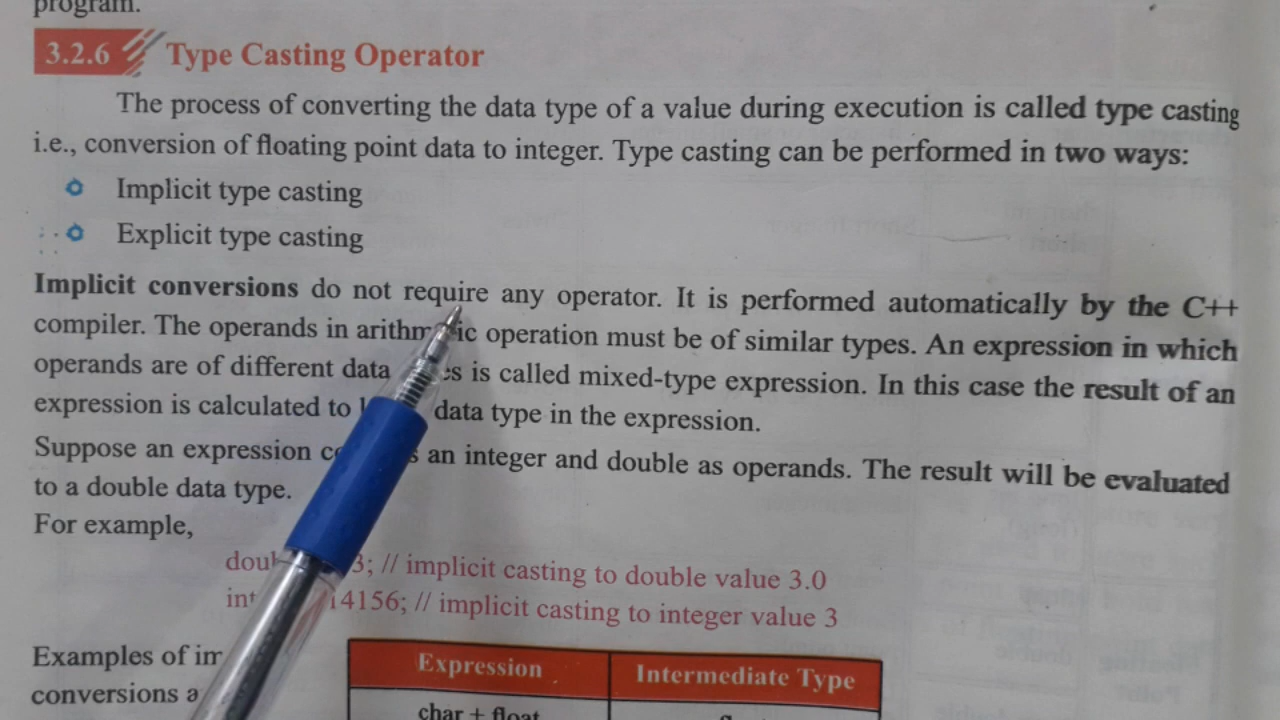 program.
3.2.6 Type Casting Operator
The process of converting the data type of a value during execution is called type casting
i.e., conversion of floating point data to integer. Type casting can be performed in two ways:
Implicit type casting
Explicit type casting
Implicit conversions do not require any operator. It is performed automatically by the C++
compiler. The operands in operation must be of similar types. An expression in which
operands are of different data is called mixed-type expression. In this case the result of an
expression is calculated to data type in the expression.
Suppose an expression an integer and double as operands. The result will be evaluated
to a double data type.
For example,
3; // implicit casting to double value 3.0
int 14156; // implicit casting to integer value 3
Examples of
conversions
Expression Intermediate Type
char + float